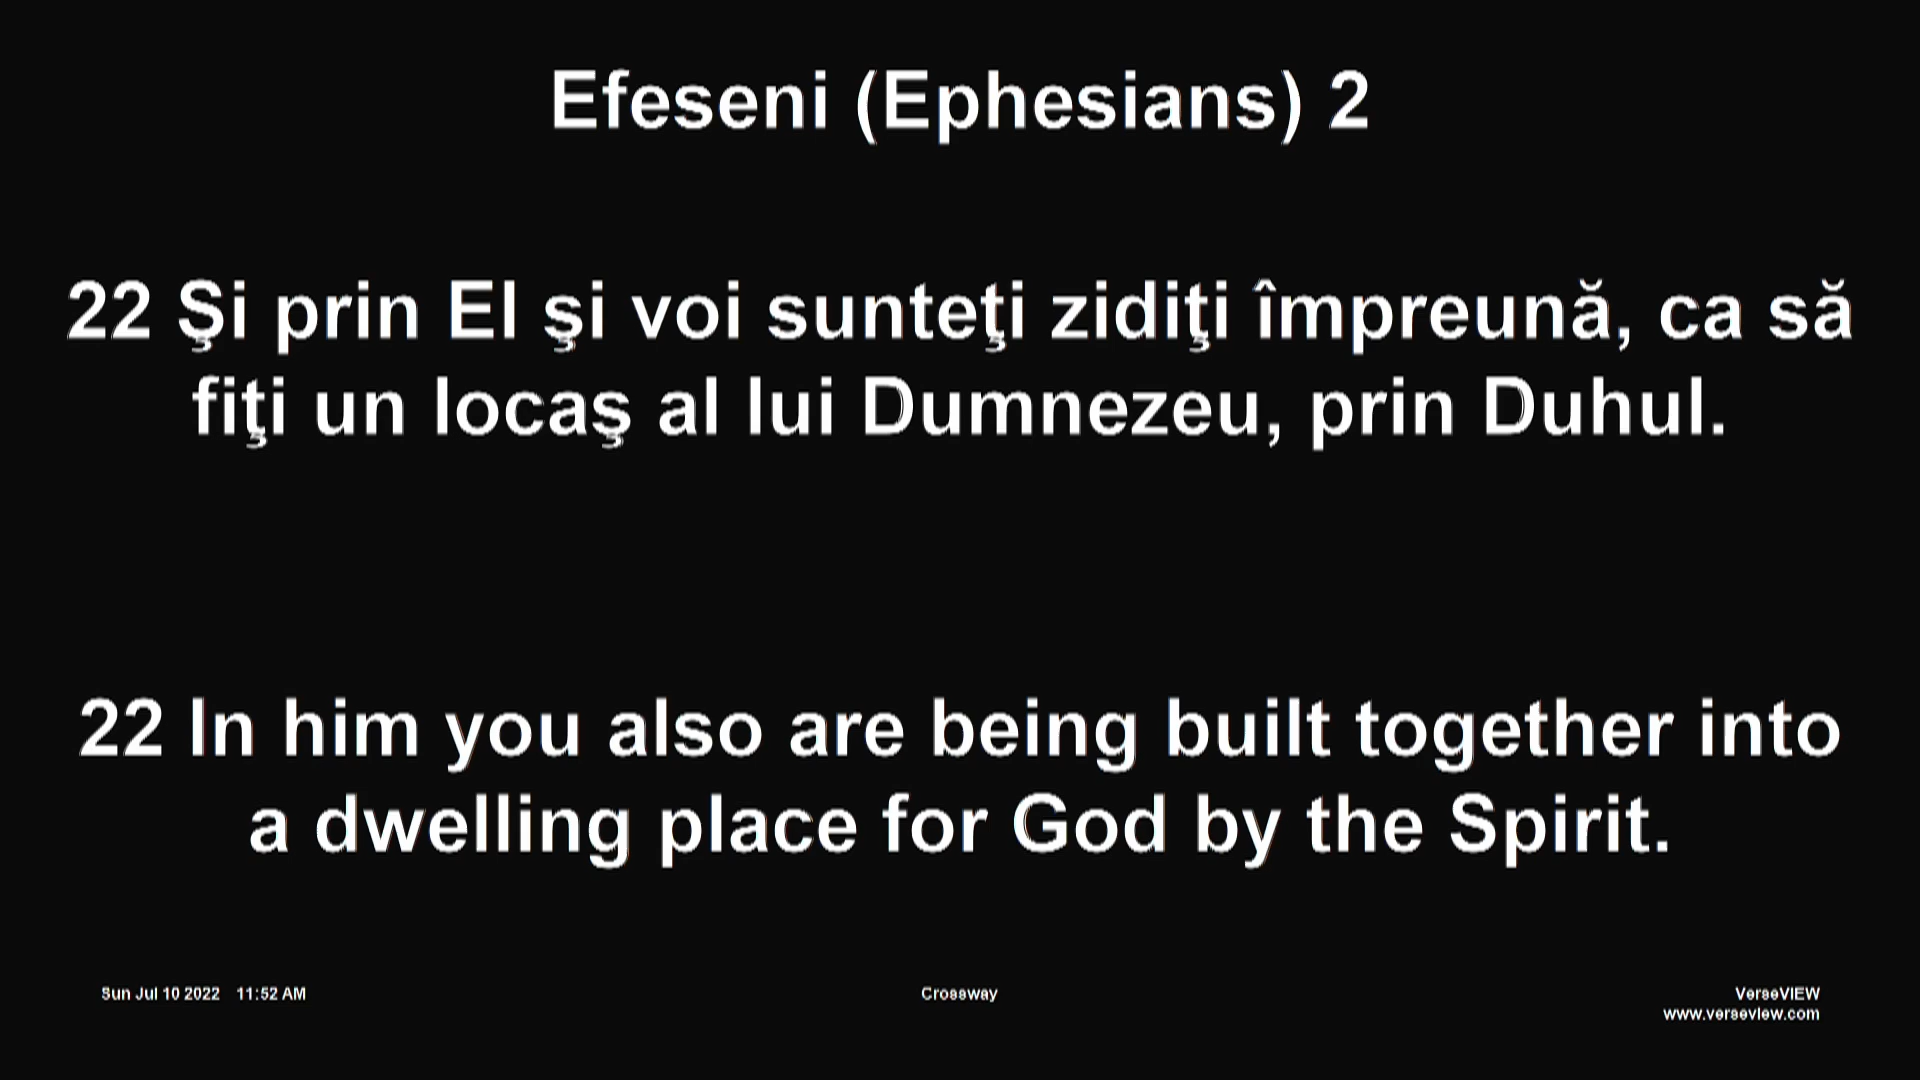 Efeseni (Ephesians) 2
22 Şi prin El şi voi sunteţi zidiţi împreună, ca să
fiţi un locaş al lui Dumnezeu, prin Duhul.
22 In him you also are being built together into
a dwelling place for God by the Spirit.
Sun Jul 10 2022 11:52 AM
Crossway
VerseVIEW
www.verseview.com